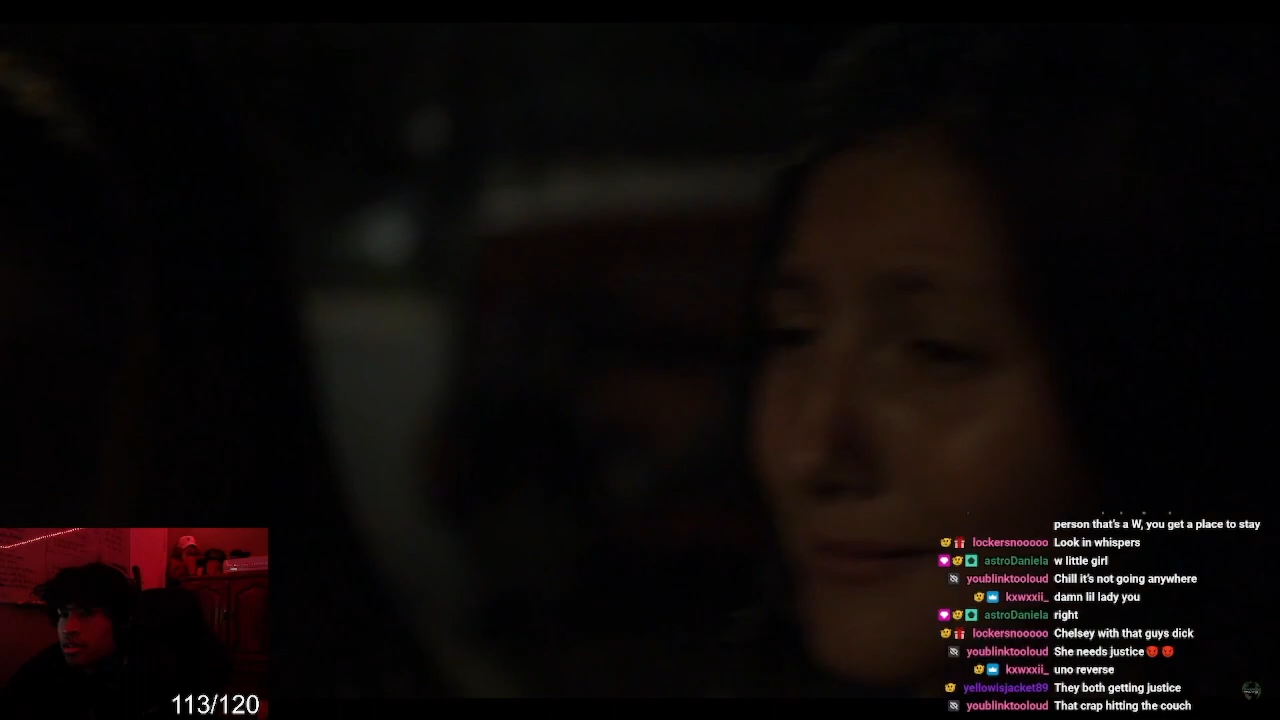 person that's a W, you get a place to stay
lockersnooooo Look in whispers
astroDaniela w little girl
youblinktooloud Chill it's not going anywhere
kxwxxii_ damn lil lady you
astroDaniela right
lockersnooooo Chelsey with that guys dick
youblinktooloud She needs justice😡 😡
kxwxxii_ uno reverse
yellowisjacket89 They both getting justice
youblinktooloud That crap hitting the couch
113/120